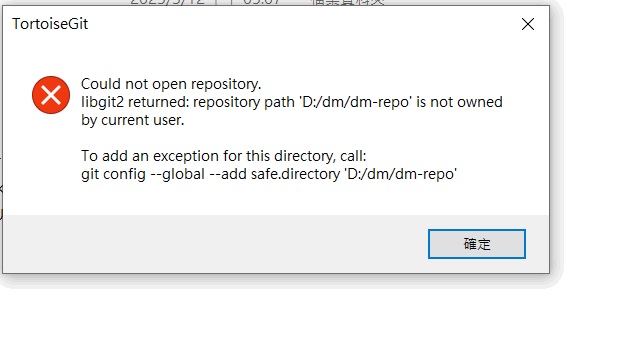 TortoiseGit
Could not open repository.
libgit2 returned: repository path 'D:/dm/dm-repo' is not owned
by current user.
To add an exception for this directory, call:
git config --global --add safe.directory 'D:/dm/dm-repo'
確定